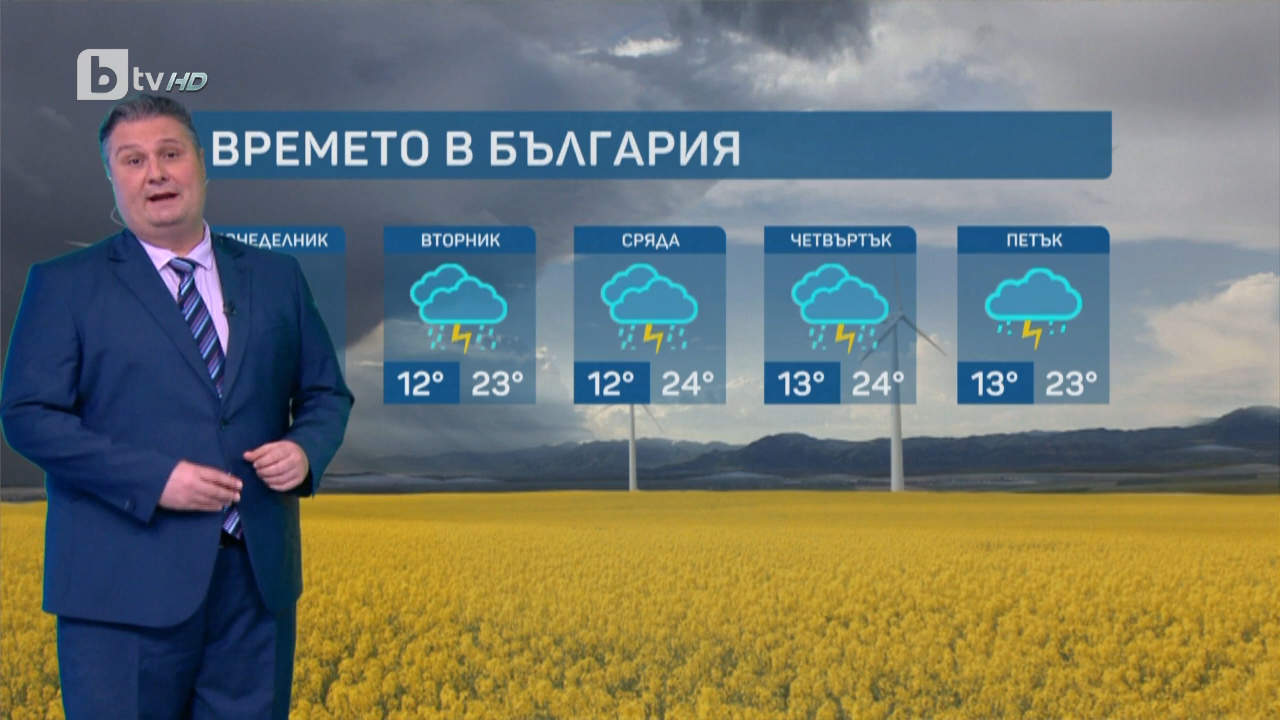 btv HD
ВРЕМЕТО В БЪЛГАРИЯ
ВТОРНИК
СРЯДА
ЧЕТВЪРТЪК
ПЕТЪК
12° 23°
12° 24°
13° 24°
13° 23°